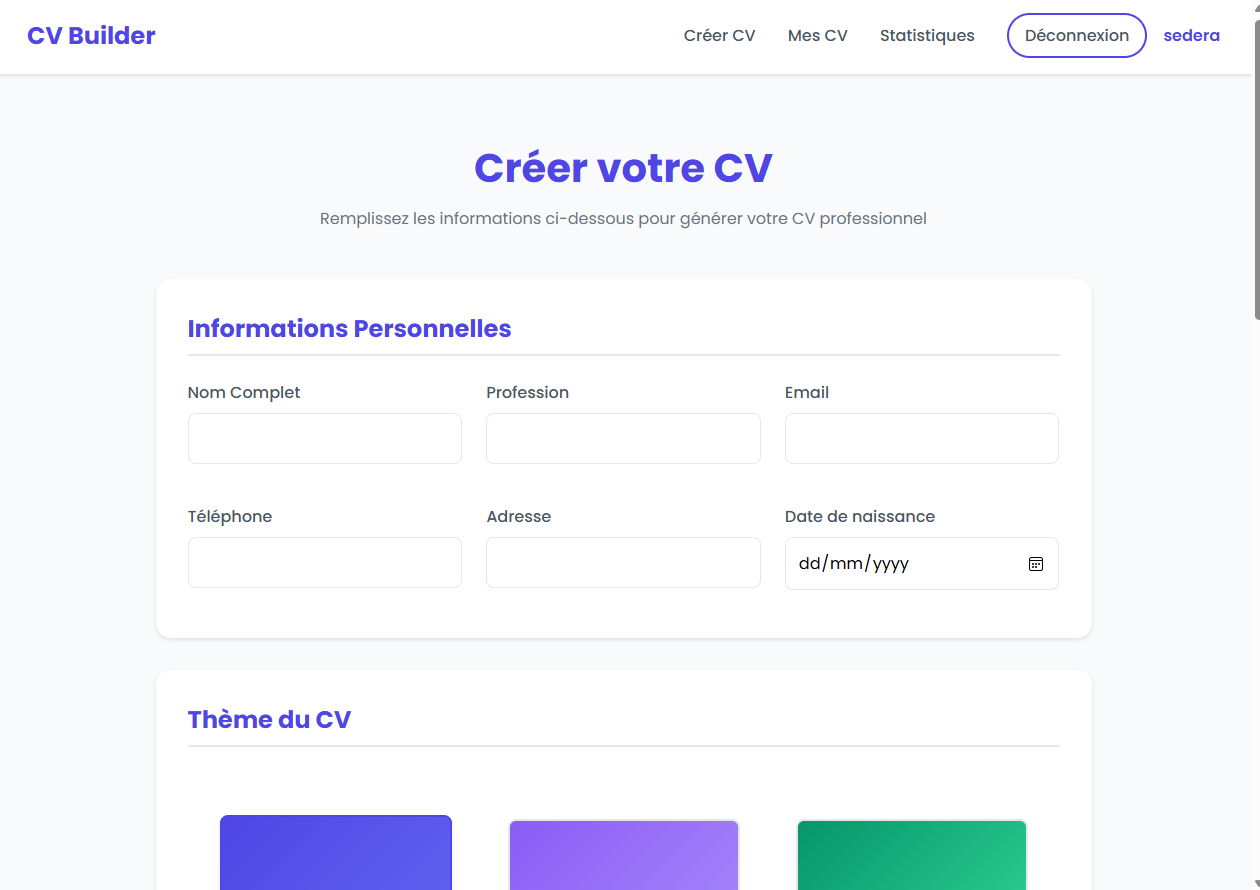 CV Builder
Créer CV
Mes CV
Statistiques
Déconnexion
sedera
Créer votre CV
Remplissez les informations ci-dessous pour générer votre CV professionnel
Informations Personnelles
Nom Complet
Profession
Email
Téléphone
Adresse
Date de naissance
dd/mm/yyyy
Thème du CV